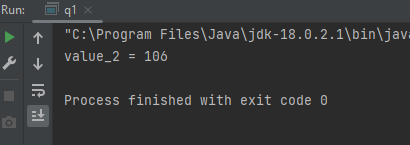 Run: q1
"C:\Program Files\Java\jdk-18.0.2.1\bin\java
value_2 = 106
Process finished with exit code 0